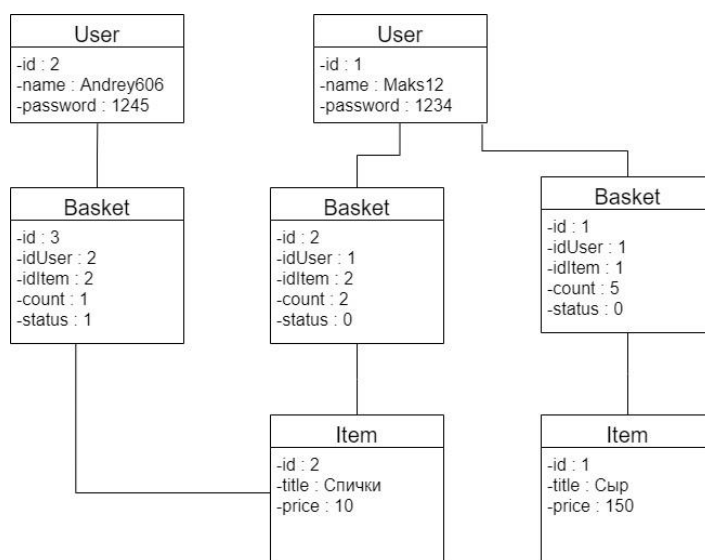 User
-id : 2
-name : Andrey606
-password : 1245
User
-id : 1
-name : Maks12
-password : 1234
Basket
-id : 3
-idUser : 2
-idItem : 2
-count : 1
-status : 1
Basket
-id : 2
-idUser : 1
-idItem : 2
-count : 2
-status : 0
Basket
-id : 1
-idUser : 1
-idItem : 1
-count : 5
-status : 0
Item
-id : 2
-title : Спички
-price : 10
Item
-id : 1
-title : Сыр
-price : 150